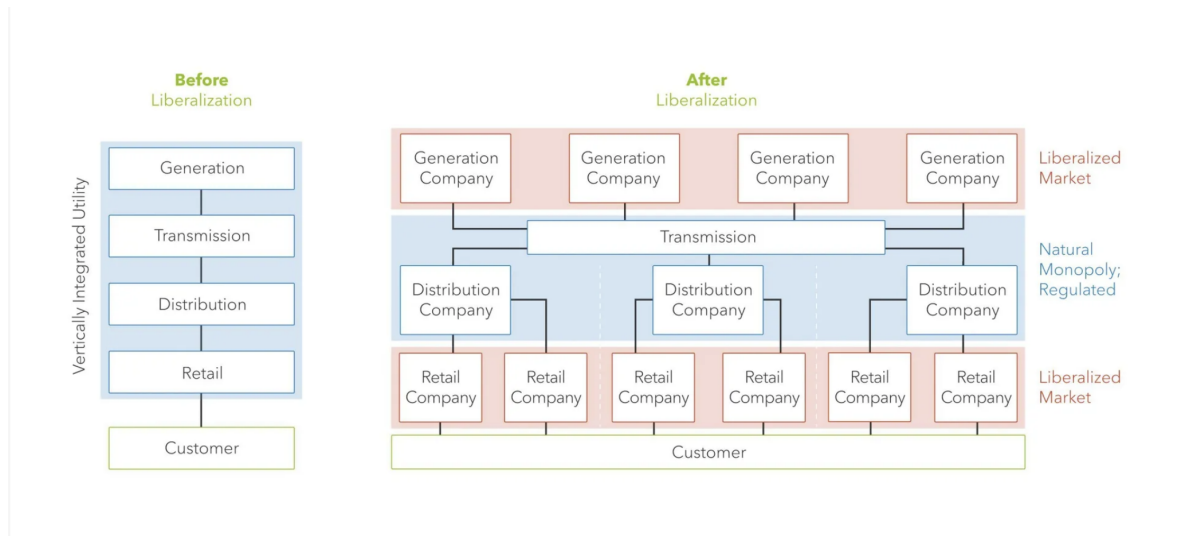 Before
Liberalization
Vertically Integrated Utility
Generation
Transmission
Distribution
Retail
Customer
After
Liberalization
Generation
Company
Generation
Company
Generation
Company
Generation
Company
Liberalized
Market
Transmission
Natural
Monopoly;
Regulated
Distribution
Company
Distribution
Company
Distribution
Company
Retail
Company
Retail
Company
Retail
Company
Retail
Company
Retail
Company
Retail
Company
Liberalized
Market
Customer